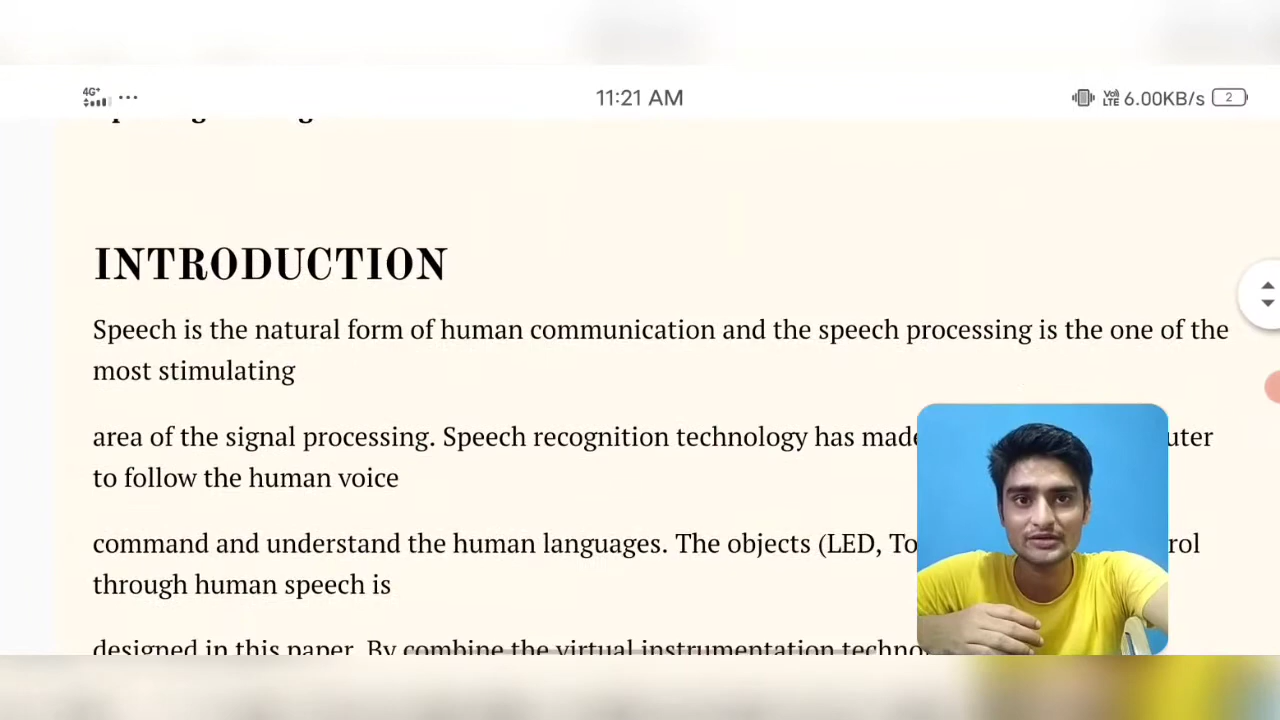 4G+
11:21 AM
Vo)) LTE 6.00KB/s 2
INTRODUCTION
Speech is the natural form of human communication and the speech processing is the one of the
most stimulating
area of the signal processing. Speech recognition technology has made uter
to follow the human voice
command and understand the human languages. The objects (LED, To rol
through human speech is
designed in this paper. By combine the virtual instrumentation techno